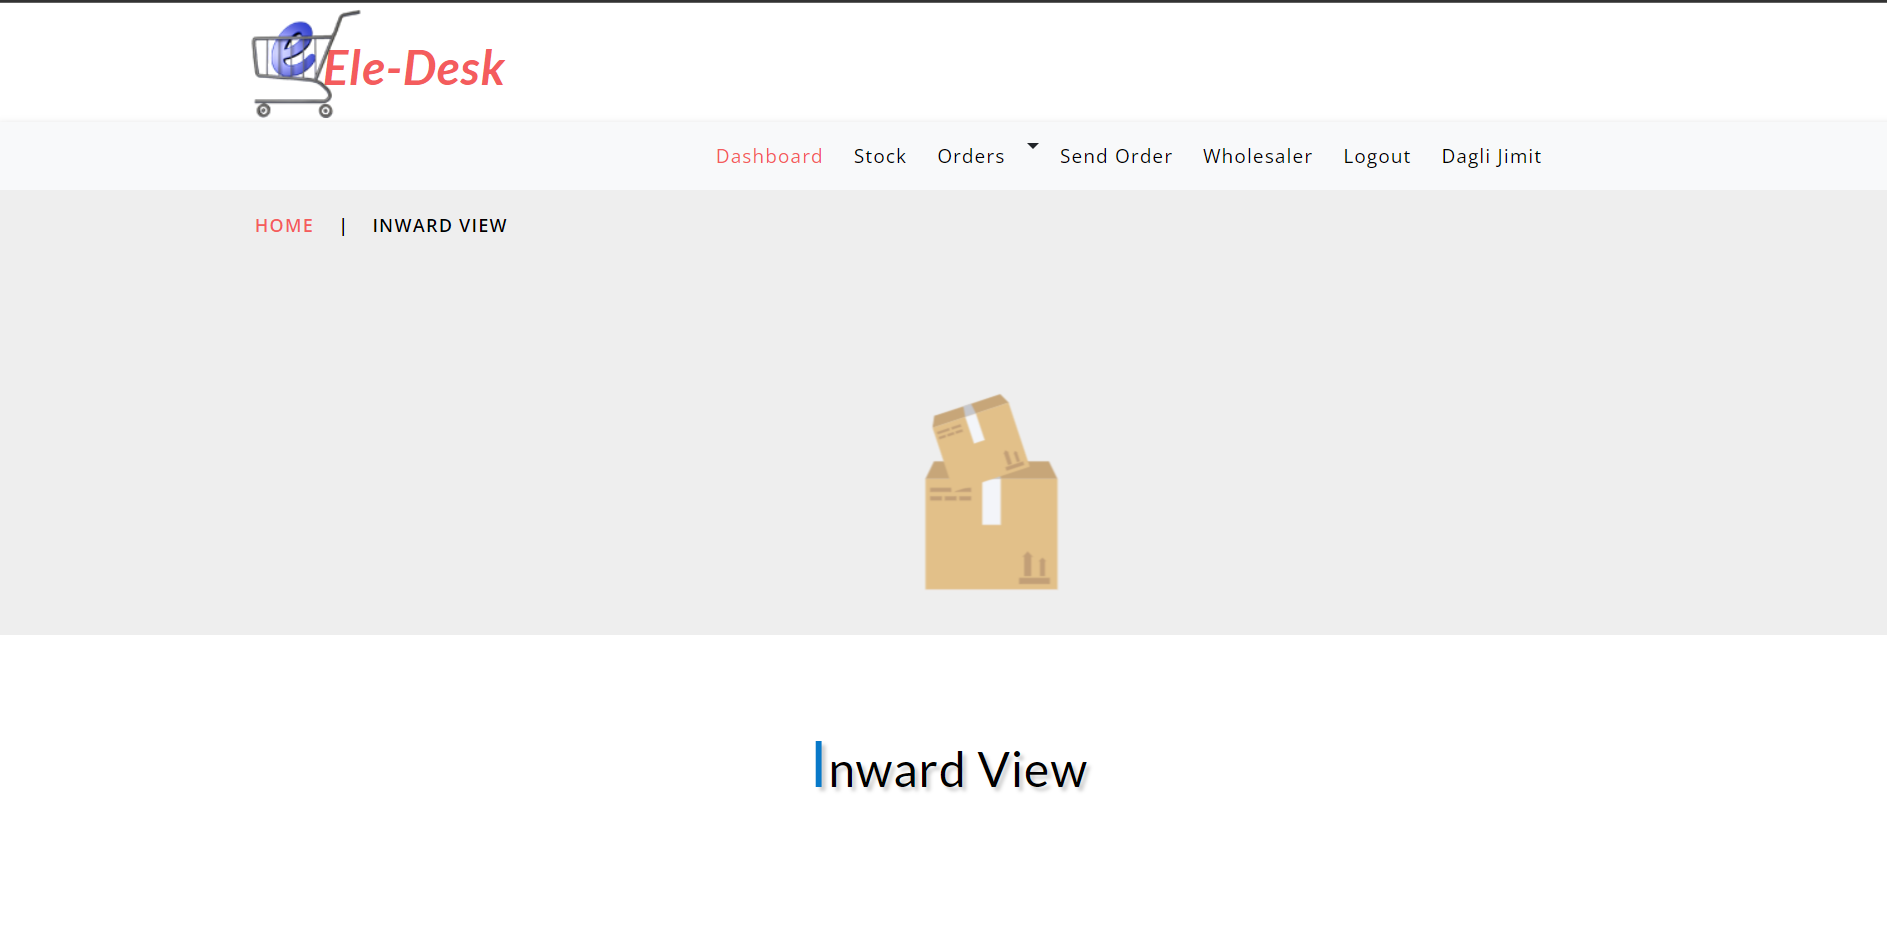 e Ele-Desk
Dashboard Stock Orders Send Order Wholesaler Logout Dagli Jimit
HOME | INWARD VIEW
Inward View